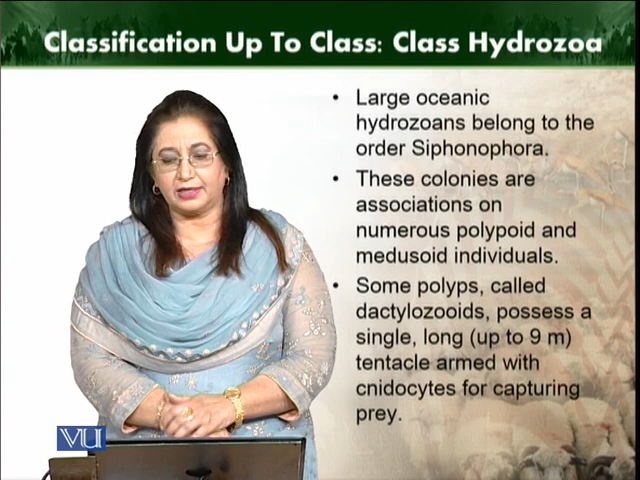 Classification Up To Class: Class Hydrozoa
• Large oceanic
hydrozoans belong to the
order Siphonophora.
• These colonies are
associations on
numerous polypoid and
medusoid individuals.
• Some polyps, called
dactylozooids, possess a
single, long (up to 9 m)
tentacle armed with
cnidocytes for capturing
prey.
VU